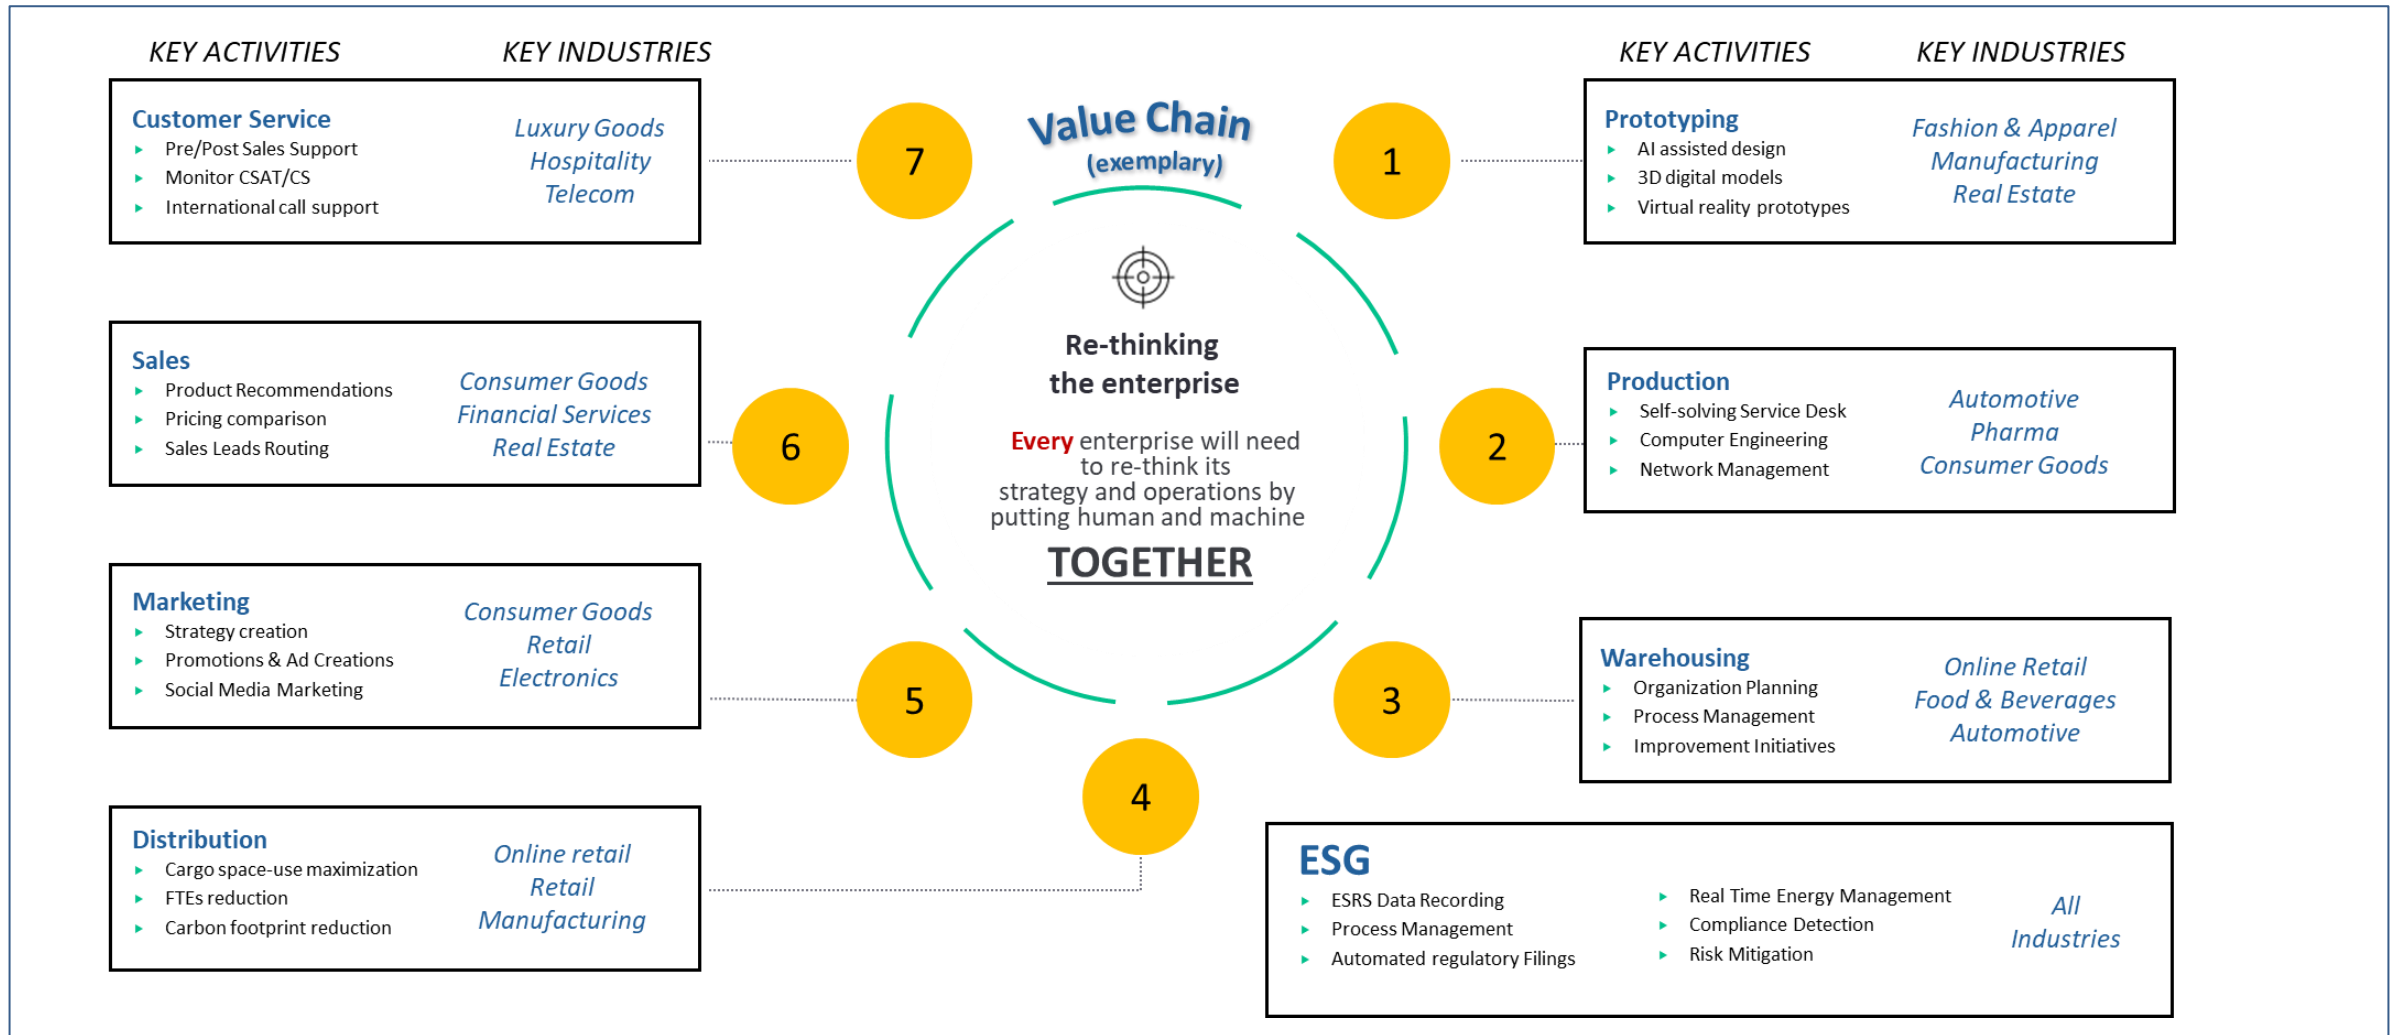 KEY ACTIVITIES
KEY INDUSTRIES
Customer Service
Pre/Post Sales Support
Monitor CSAT/CS
International call support
Luxury Goods
Hospitality
Telecom
7
Sales
Product Recommendations
Pricing comparison
Sales Leads Routing
Consumer Goods
Financial Services
Real Estate
6
Marketing
Strategy creation
Promotions & Ad Creations
Social Media Marketing
Consumer Goods
Retail
Electronics
5
Distribution
Cargo space-use maximization
FTEs reduction
Carbon footprint reduction
Online retail
Retail
Manufacturing
4
Value Chain
(exemplary)
Re-thinking
the enterprise
Every enterprise will need
to re-think its
strategy and operations by
putting human and machine
TOGETHER
KEY ACTIVITIES
KEY INDUSTRIES
1
Prototyping
AI assisted design
3D digital models
Virtual reality prototypes
Fashion & Apparel
Manufacturing
Real Estate
2
Production
Self-solving Service Desk
Computer Engineering
Network Management
Automotive
Pharma
Consumer Goods
3
Warehousing
Organization Planning
Process Management
Improvement Initiatives
Online Retail
Food & Beverages
Automotive
ESG
ESRS Data Recording
Process Management
Automated regulatory Filings
Real Time Energy Management
Compliance Detection
Risk Mitigation
All
Industries